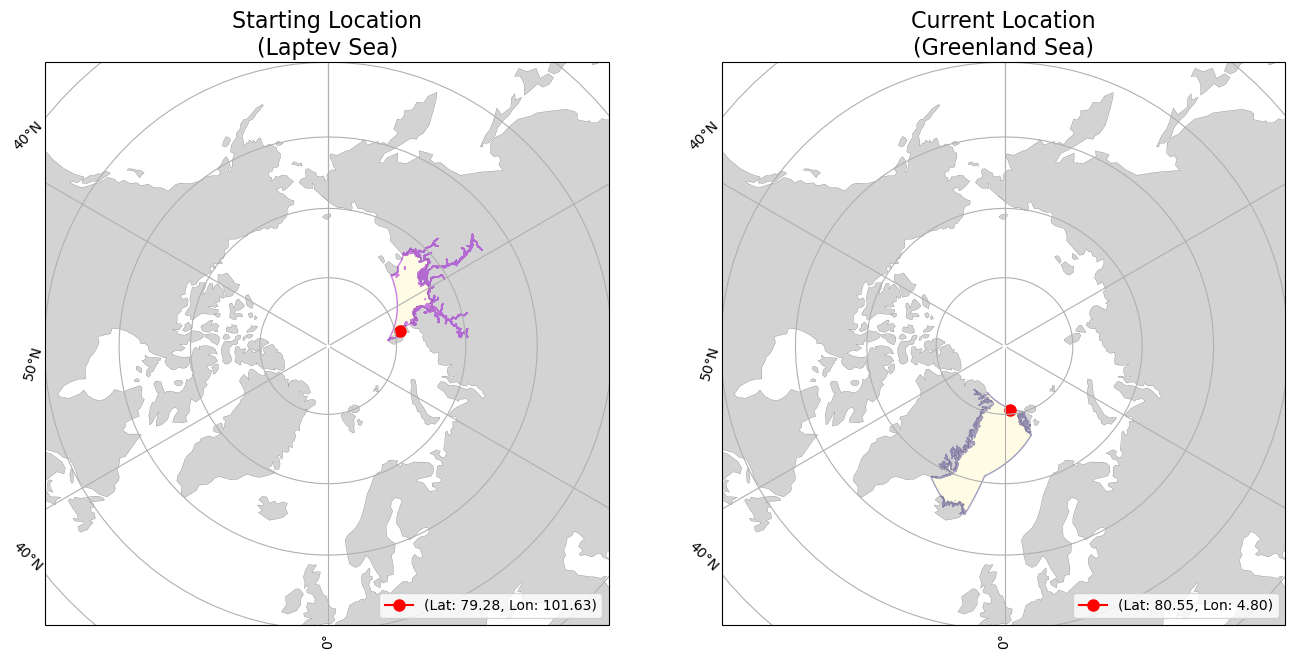 Starting Location
(Laptev Sea)
40°N
50°N
40°N
0°
(Lat: 79.28, Lon: 101.63)
Current Location
(Greenland Sea)
40°N
50°N
40°N
0°
(Lat: 80.55, Lon: 4.80)